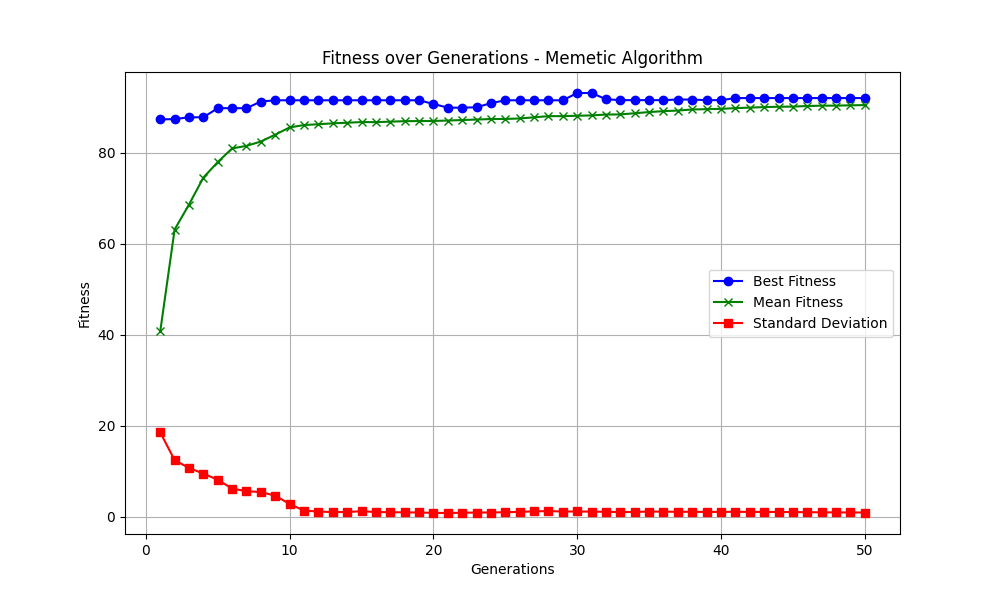 Fitness over Generations - Memetic Algorithm
Fitness
80
60
40
20
0
Best Fitness
Mean Fitness
Standard Deviation
0 10 20 30 40 50
Generations